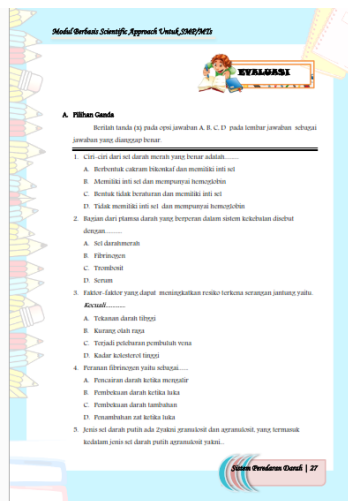 Modul Berbasis Scientific Approach Untuk SMP/MTs
EVALUASI
A. Pilihan Ganda
Berilah tanda (x) pada opsi jawaban A, B, C, D pada lembar jawaban sebagai
jawaban yang dianggap benar.
1. Ciri-ciri dari sel darah merah yang benar adalah........
A. Berbentuk cakram bikonkaf dan memiliki inti sel
B. Memiliki inti sel dan mempunyai hemoglobin
C. Bentuk tidak beraturan dan memiliki inti sel
D. Tidak memiliki inti sel dan mempunyai hemoglobin
2. Bagian dari plasma darah yang berperan dalam sistem kekebalan disebut
dengan..........
A. Sel darahmerah
B. Fibrinogen
C. Trombosit
D. Serum
3. Faktor-faktor yang dapat meningkatkan resiko terkena serangan jantung yaitu.
Kecuali...........
A. Tekanan darah tinggi
B. Kurang olah raga
C. Terjadi pelebaran pembuluh vena
D. Kadar kolesterol tinggi
4. Peranan fibrinogen yaitu sebagai......
A. Pencairan darah ketika mengalir
B. Pembekuan darah ketika luka
C. Pembekuan darah tambahan
D. Penambahan zat ketika luka
5. Jenis sel darah putih ada 2yakni granulosit dan agranulosit. yang termasuk
kedalam jenis sel darah putih agranulosit yakni...
Sistem Peredaran Darah | 27